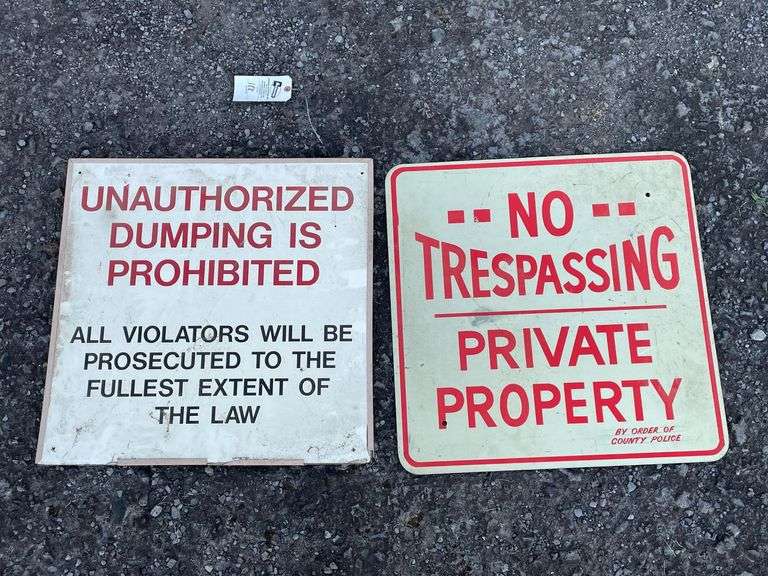 UNAUTHORIZED
DUMPING IS
PROHIBITED
ALL VIOLATORS WILL BE
PROSECUTED TO THE
FULLEST EXTENT OF
THE LAW
-- NO --
TRESPASSING
PRIVATE
PROPERTY
BY ORDER OF
COUNTY POLICE